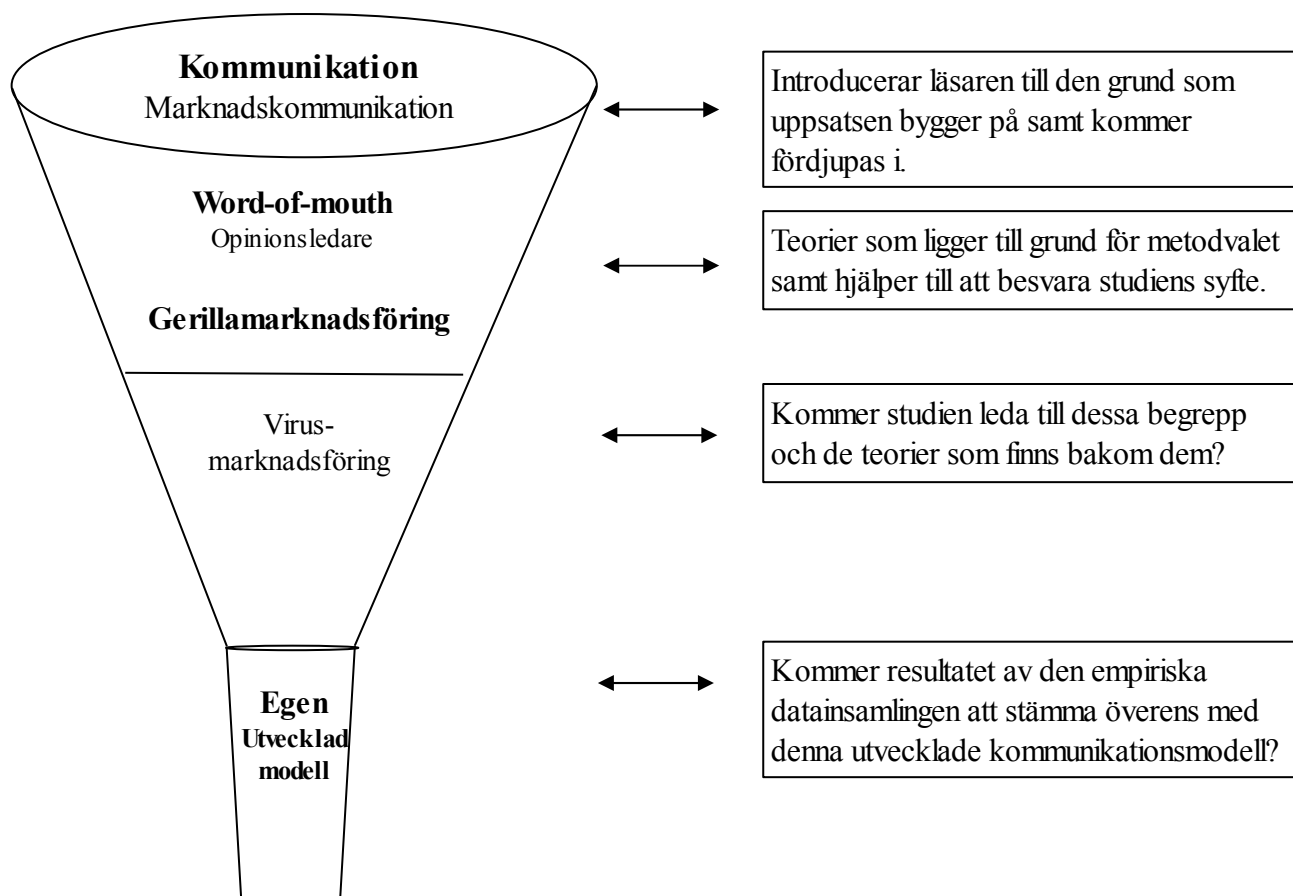 Kommunikation
Marknadskommunikation
Introducerar läsaren till den grund som
uppsatsen bygger på samt kommer
fördjupas i.
Word-of-mouth
Opinionsledare
Gerillamarknadsföring
Teorier som ligger till grund för metodvalet
samt hjälper till att besvara studiens syfte.
Virus-
marknadsföring
Kommer studien leda till dessa begrepp
och de teorier som finns bakom dem?
Egen
Utvecklad
modell
Kommer resultatet av den empiriska
datainsamlingen att stämma överens med
denna utvecklade kommunikationsmodell?